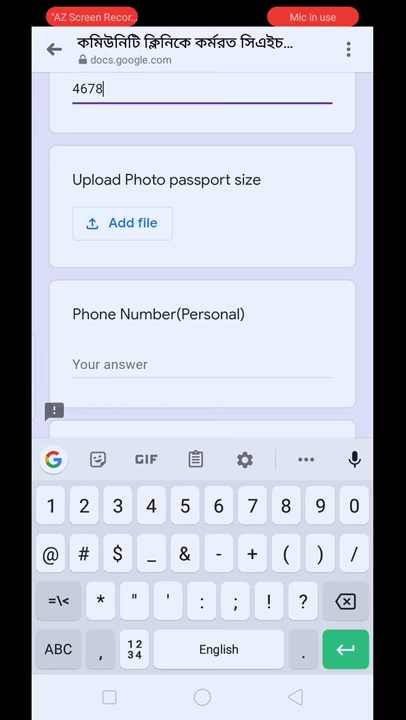 "AZ Screen Recor...
Mic in use
কমিউনিটি ক্লিনিকে কর্মরত সিএইচ...
docs.google.com
4678
Upload Photo passport size
Add file
Phone Number(Personal)
Your answer
GIF
1 2 3 4 5 6 7 8 9 0
@ # $ _ & - + ( ) /
=\< * " ' : ; ! ?
ABC , 12 34 English .